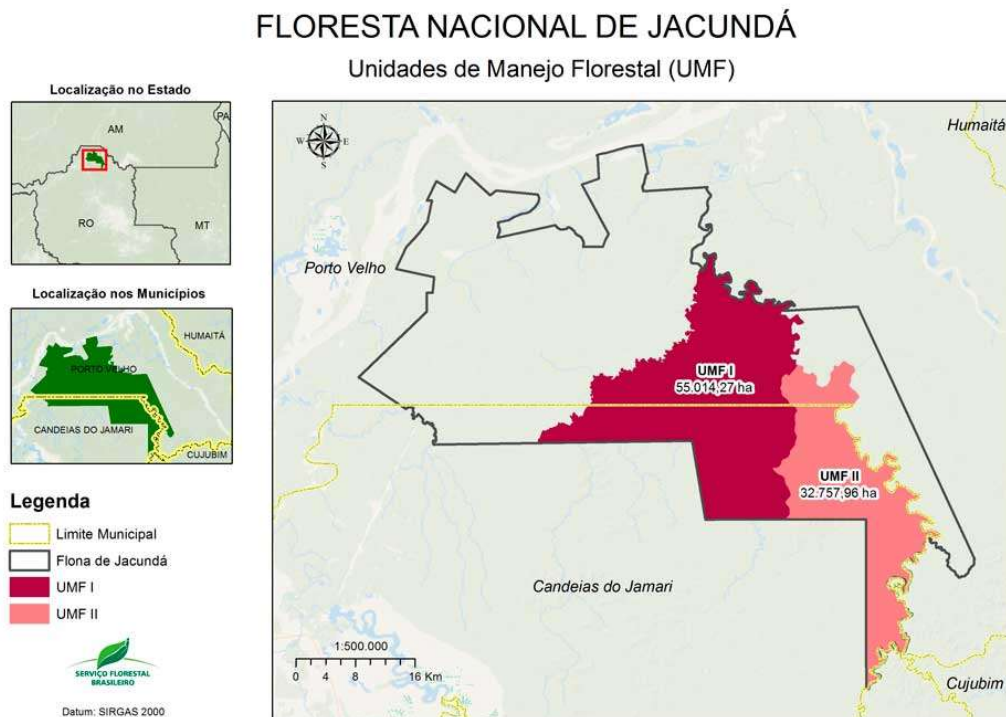 FLORESTA NACIONAL DE JACUNDÁ
Unidades de Manejo Florestal (UMF)
Localização no Estado
AM
PA
RO
MT
Localização nos Municípios
HUMAITÁ
PORTO VELHO
CANDEIAS DO JAMARI
CUJUBIM
Legenda
Limite Municipal
Flona de Jacundá
UMF I
UMF II
SERVIÇO FLORESTAL
BRASILEIRO
Datum: SIRGAS 2000
N
W E
S
Humaitá
Porto Velho
UMF I
55.014,27 ha
UMF II
32.757,96 ha
Candeias do Jamari
Cujubim
1:500.000
0 4 8 16 Km